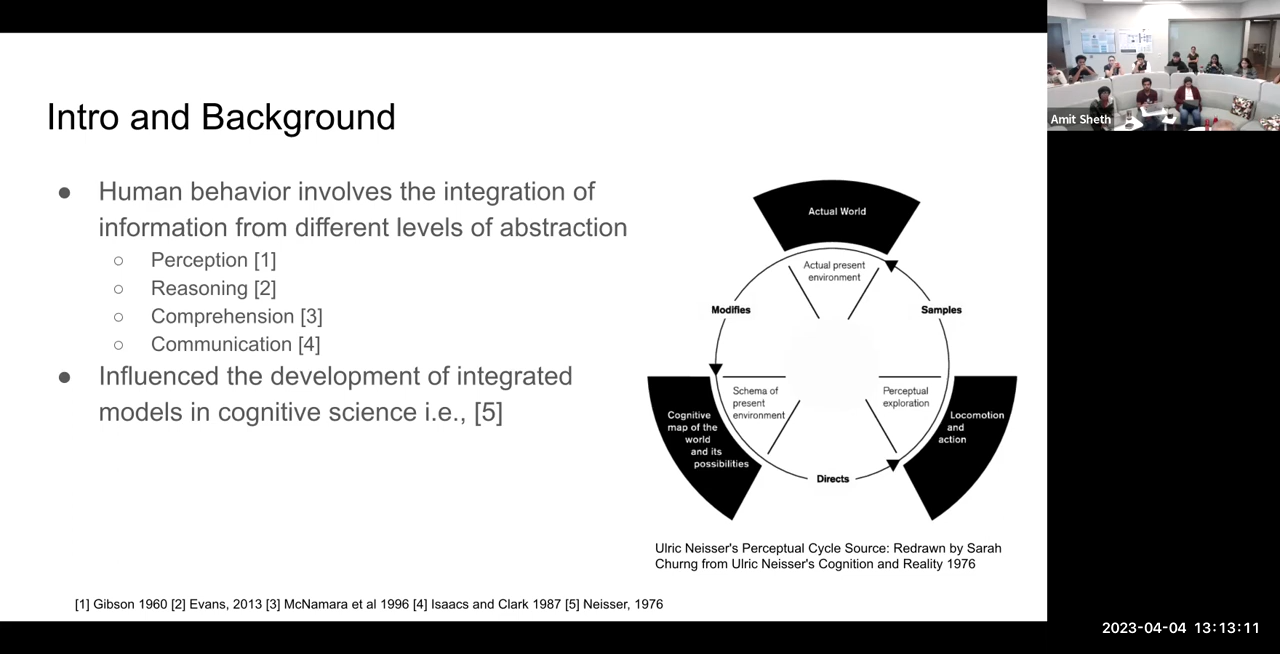 Intro and Background
● Human behavior involves the integration of
information from different levels of abstraction
○ Perception [1]
○ Reasoning [2]
○ Comprehension [3]
○ Communication [4]
● Influenced the development of integrated
models in cognitive science i.e., [5]
Actual World
Actual present
environment
Modifies
Samples
Schema of
present
environment
Perceptual
exploration
Cognitive
map of the
world
and its
possibilities
Locomotion
and
action
Directs
Ulric Neisser's Perceptual Cycle Source: Redrawn by Sarah
Churng from Ulric Neisser's Cognition and Reality 1976
[1] Gibson 1960 [2] Evans, 2013 [3] McNamara et al 1996 [4] Isaacs and Clark 1987 [5] Neisser, 1976
Amit Sheth
2023-04-04 13:13:11